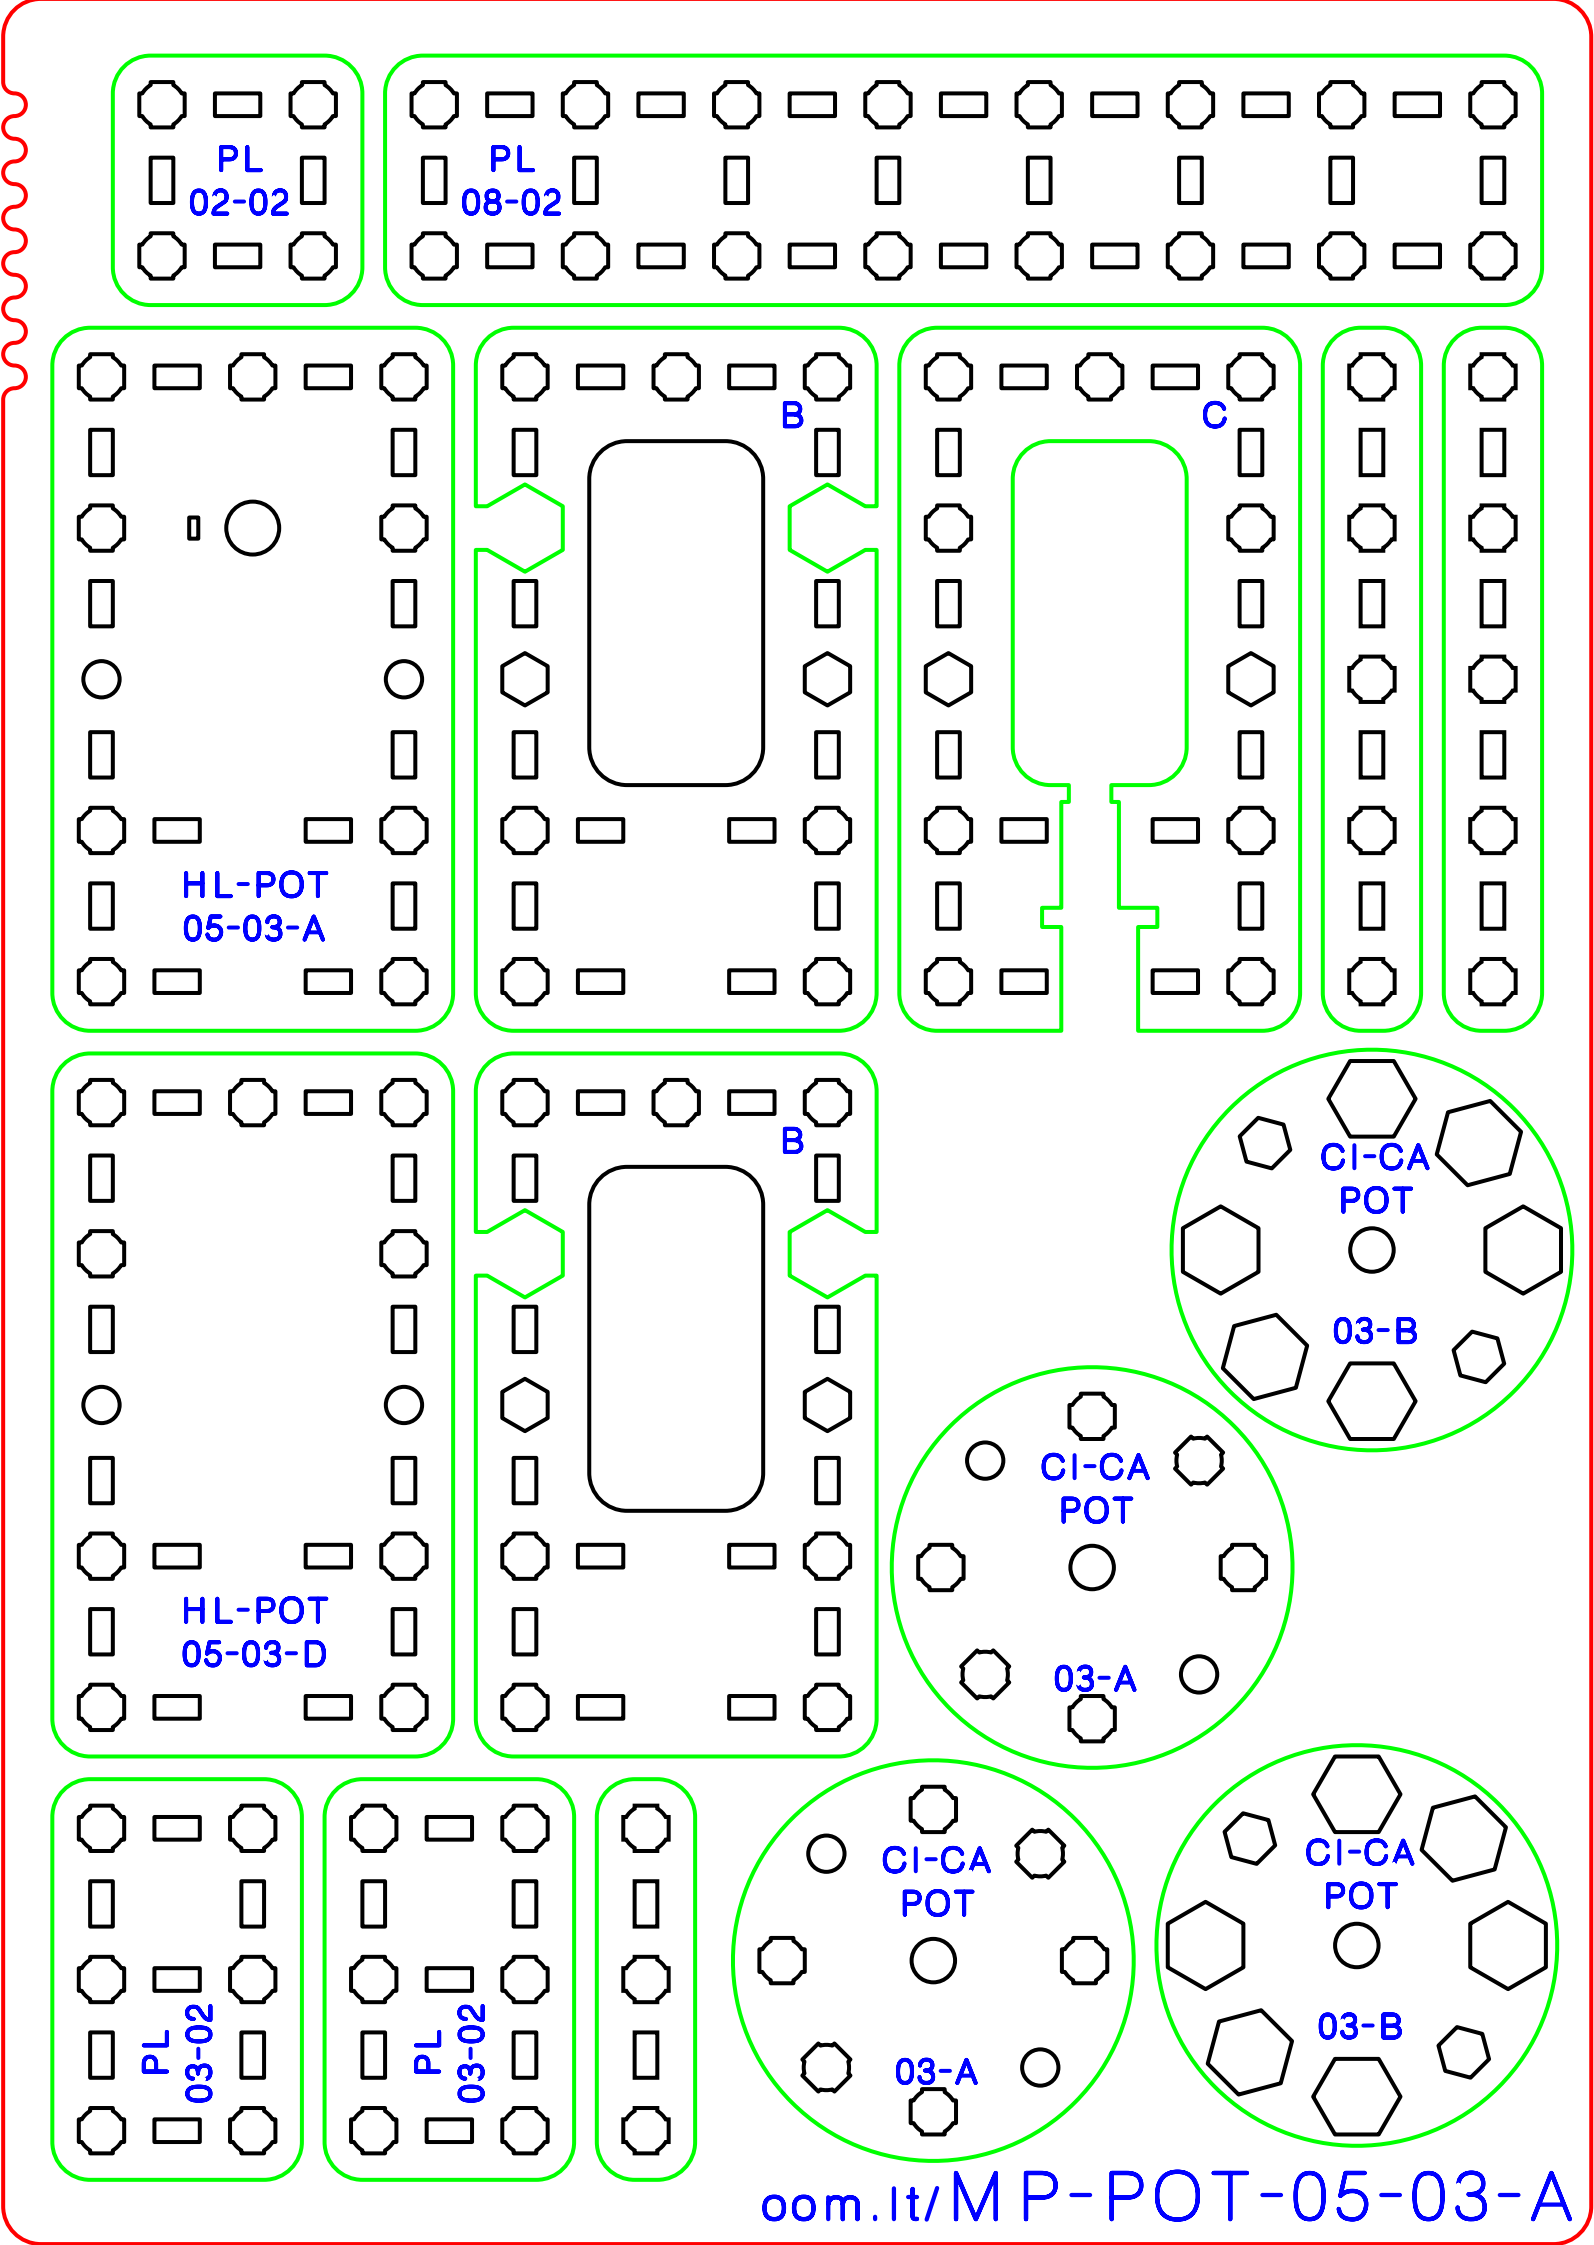 PL
02-02
PL
08-02
B
C
HL-POT
05-03-A
B
CI-CA
POT
03-B
CI-CA
POT
03-A
HL-POT
05-03-D
PL
03-02
PL
03-02
CI-CA
POT
03-A
CI-CA
POT
03-B
oom.lt/MP-POT-05-03-A